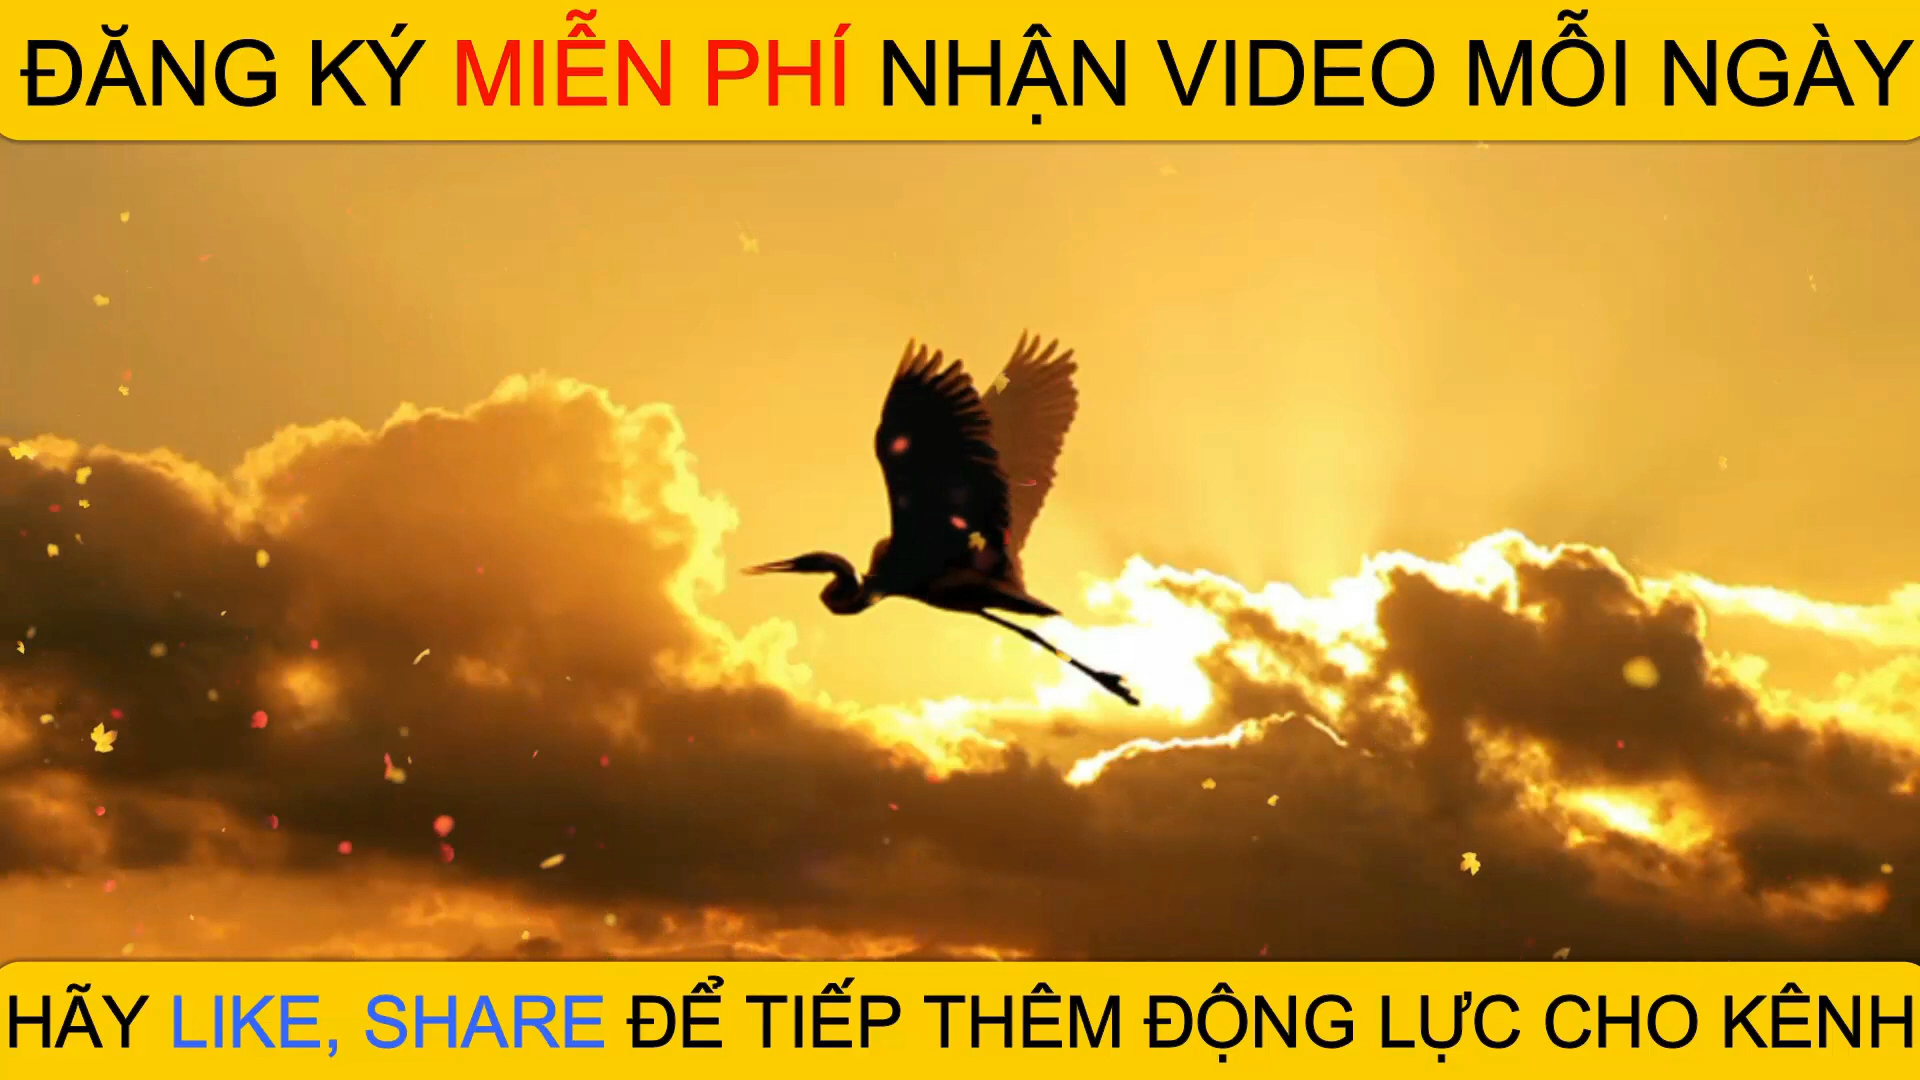 ĐĂNG KÝ MIỄN PHÍ NHẬN VIDEO MỖI NGÀY
HÃY LIKE, SHARE ĐỂ TIẾP THÊM ĐỘNG LỰC CHO KÊNH